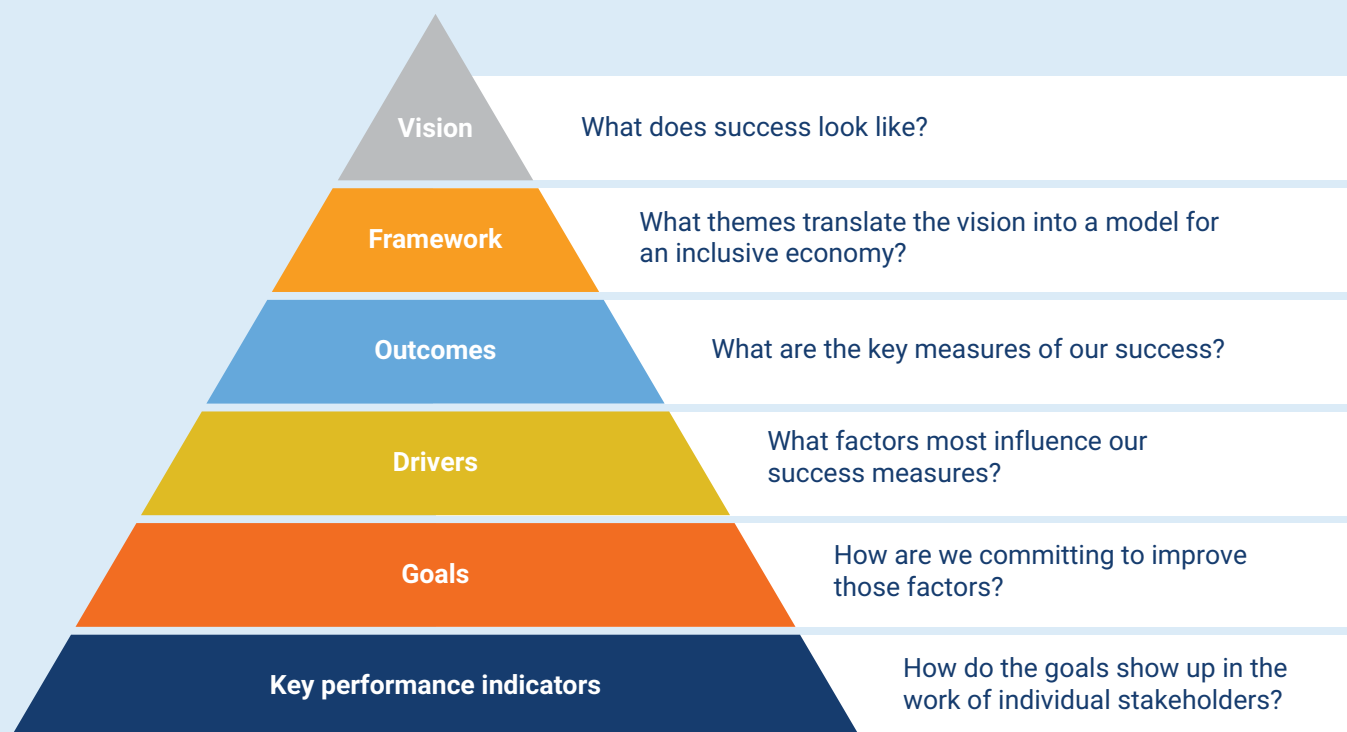 Vision
What does success look like?
Framework
What themes translate the vision into a model for
an inclusive economy?
Outcomes
What are the key measures of our success?
Drivers
What factors most influence our
success measures?
Goals
How are we committing to improve
those factors?
Key performance indicators
How do the goals show up in the
work of individual stakeholders?